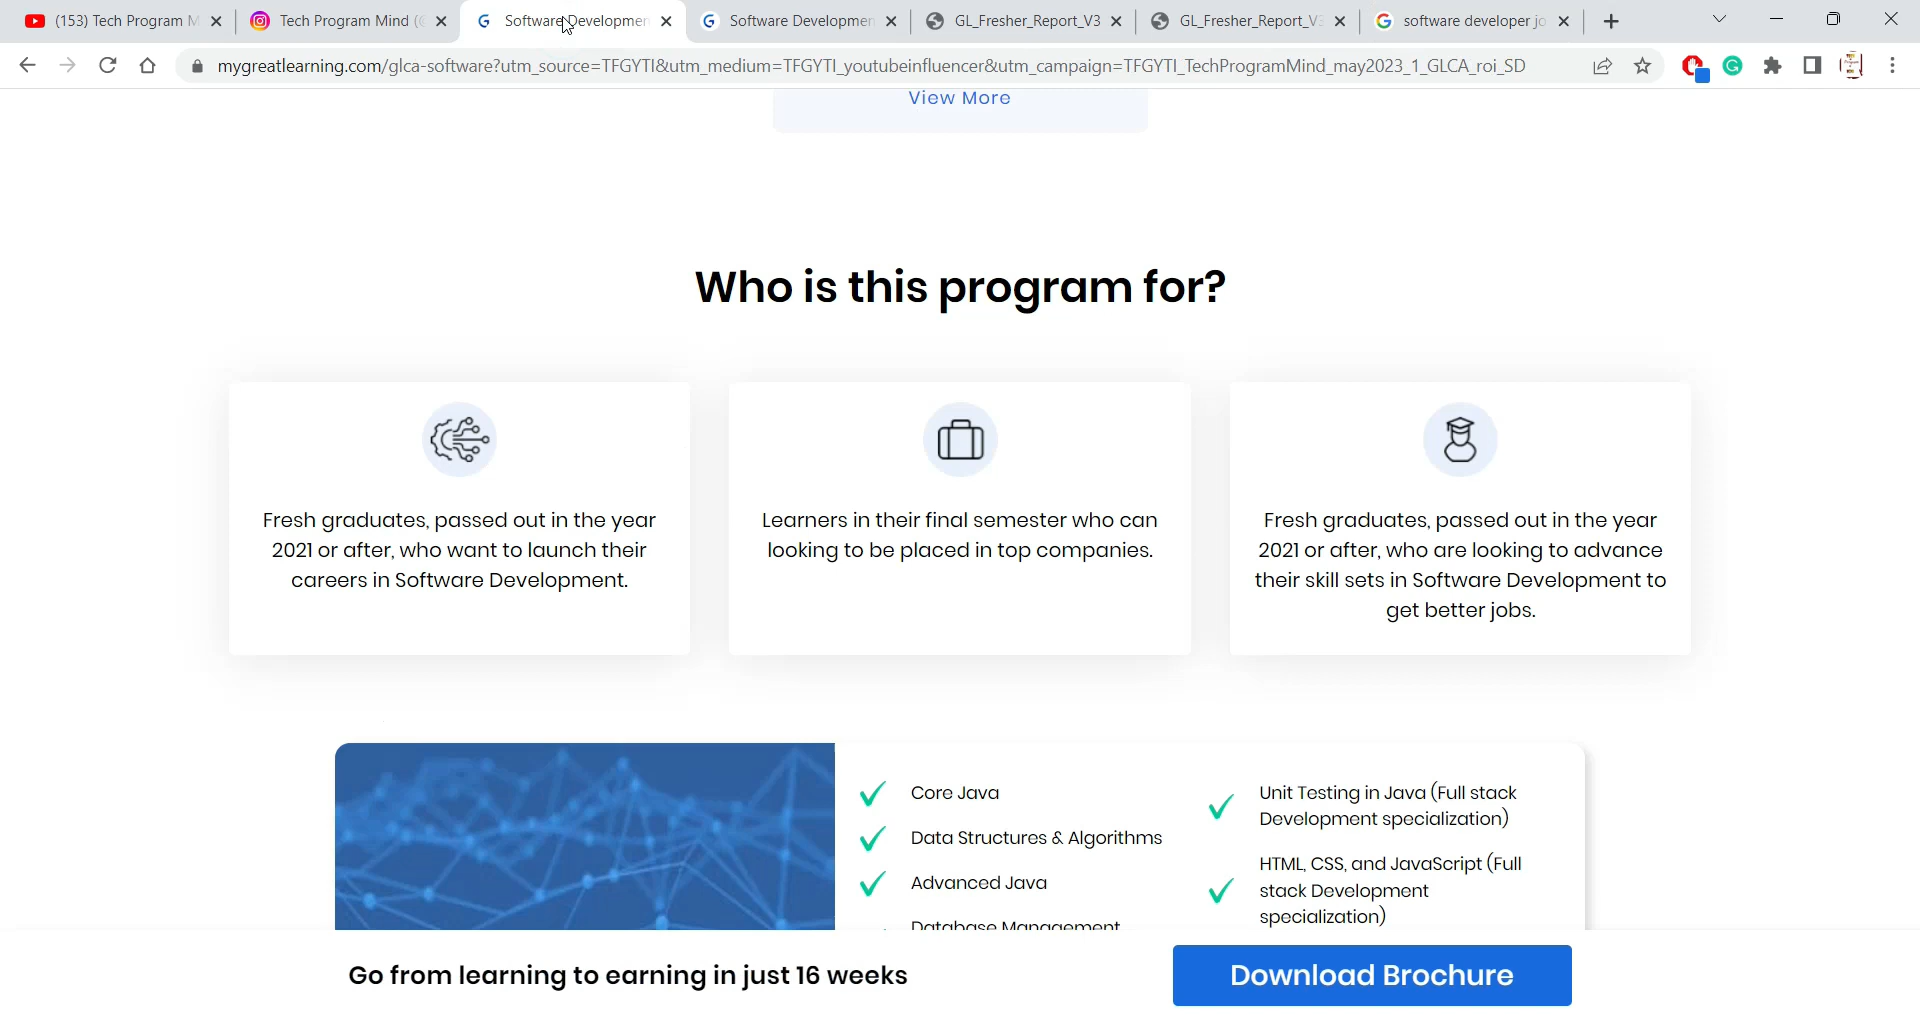 (153) Tech Program M
Tech Program Mind (
Software Developmen
Software Developmen
GL_Fresher_Report_V3
GL_Fresher_Report_V3
software developer jo
mygreatlearning.com/glca-software?utm_source=TFGYTI&utm_medium=TFGYTI_youtubeinfluencer&utm_campaign=TFGYTI_TechProgramMind_may2023_1_GLCA_roi_SD
View More
Who is this program for?
Fresh graduates, passed out in the year
2021 or after, who want to launch their
careers in Software Development.
Learners in their final semester who can
looking to be placed in top companies.
Fresh graduates, passed out in the year
2021 or after, who are looking to advance
their skill sets in Software Development to
get better jobs.
Core Java
Data Structures & Algorithms
Advanced Java
Database Management
Unit Testing in Java (Full stack
Development specialization)
HTML, CSS, and JavaScript (Full
stack Development
specialization)
Go from learning to earning in just 16 weeks
Download Brochure